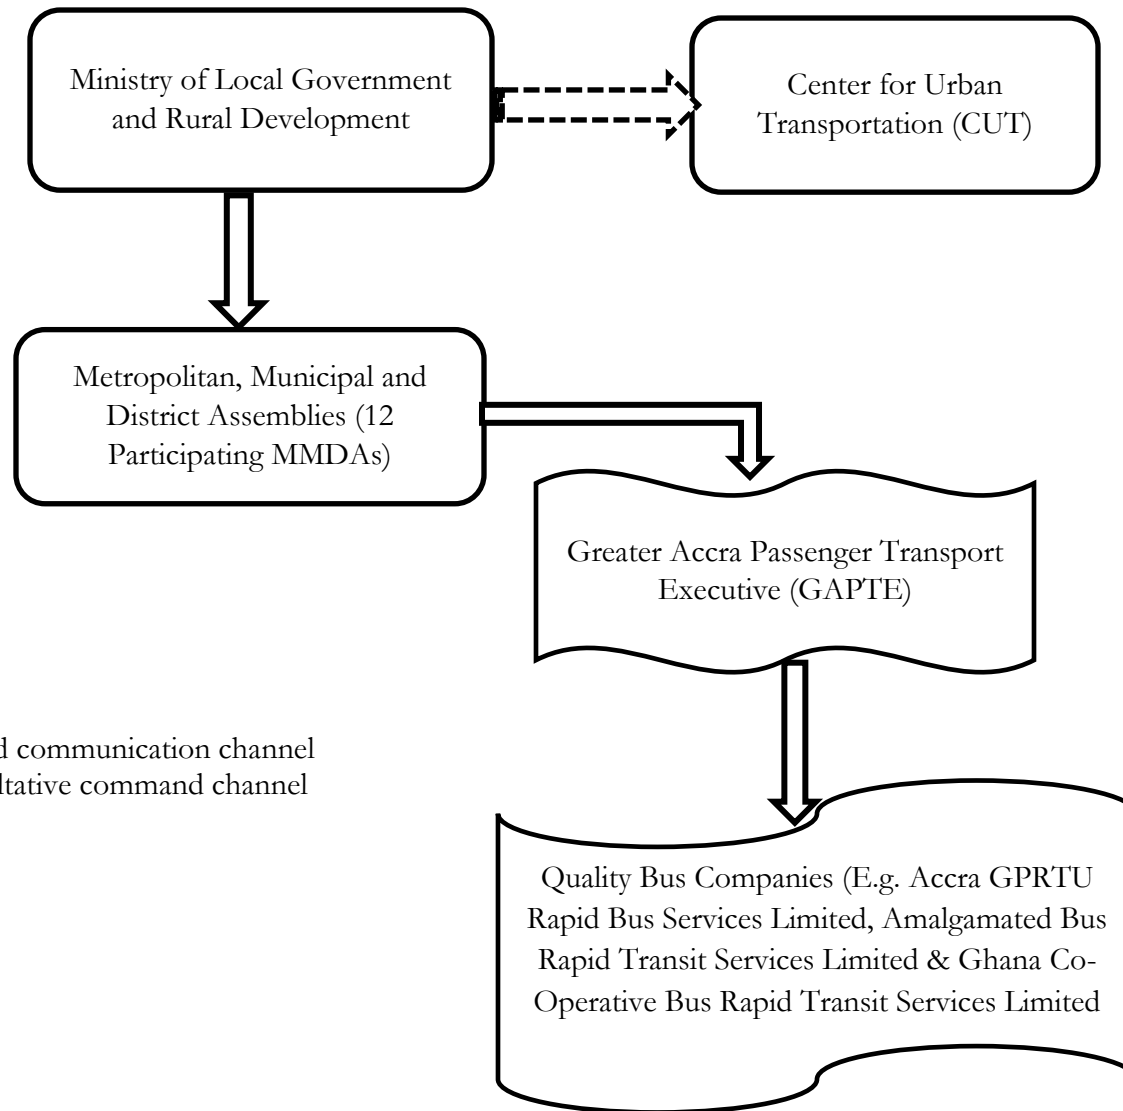 Ministry of Local Government
and Rural Development
Center for Urban
Transportation (CUT)
Metropolitan, Municipal and
District Assemblies (12
Participating MMDAs)
Greater Accra Passenger Transport
Executive (GAPTE)
communication channel
command channel
Quality Bus Companies (E.g. Accra GPRTU
Rapid Bus Services Limited, Amalgamated Bus
Rapid Transit Services Limited & Ghana Co-
Operative Bus Rapid Transit Services Limited